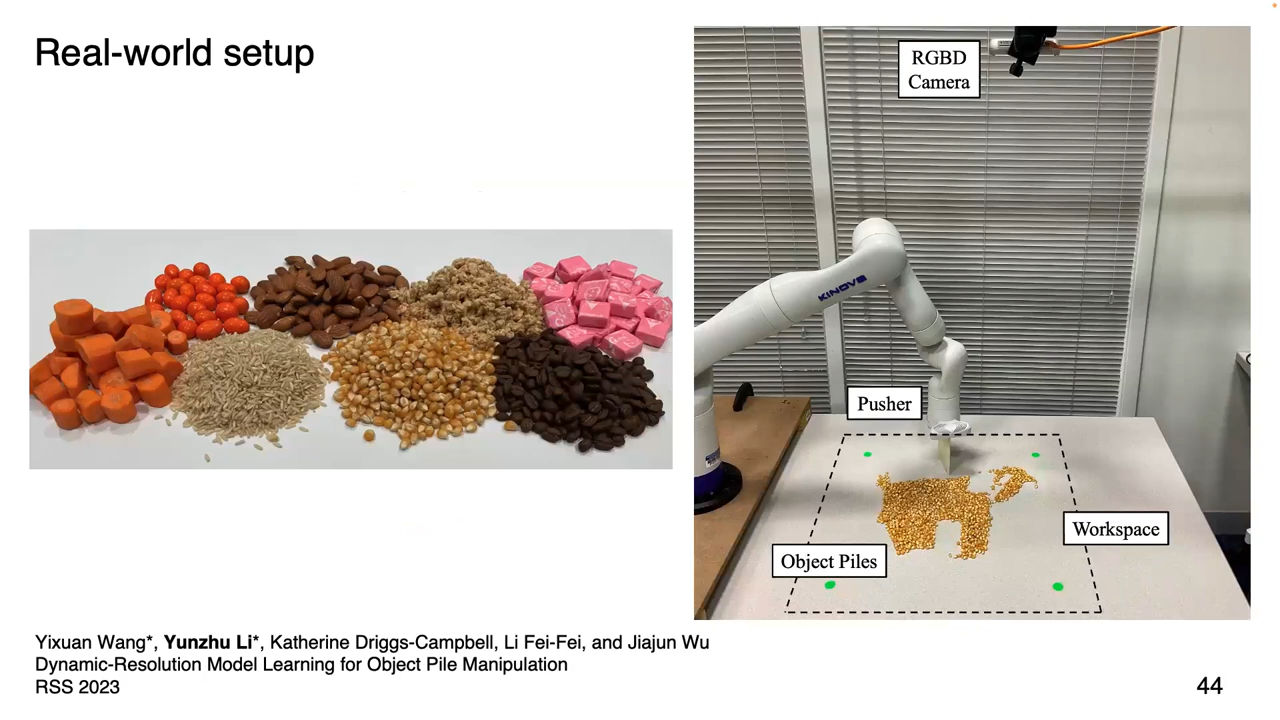 Real-world setup
RGBD
Camera
KINOVA
Pusher
Workspace
Object Piles
Yixuan Wang*, Yunzhu Li*, Katherine Driggs-Campbell, Li Fei-Fei, and Jiajun Wu
Dynamic-Resolution Model Learning for Object Pile Manipulation
RSS 2023
44